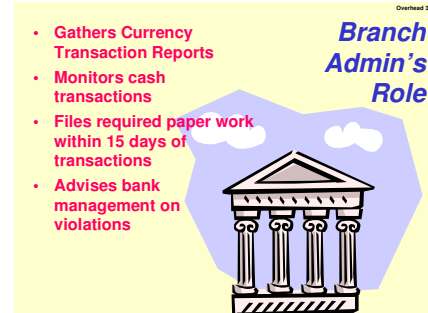 Overhead 3
Branch
Admin's
Role
• Gathers Currency
Transaction Reports
• Monitors cash
transactions
• Files required paper work
within 15 days of
transactions
• Advises bank
management on
violations